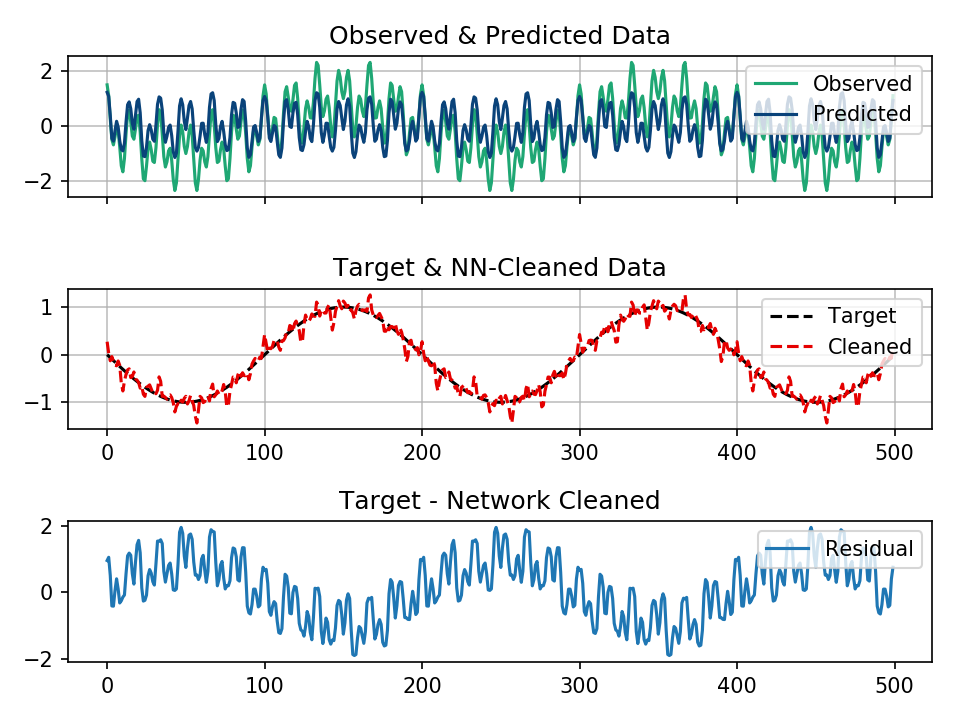 Observed & Predicted Data
2
0
−2
Observed
Predicted
Target & NN-Cleaned Data
1
0
−1
Target
Cleaned
0 100 200 300 400 500
Target - Network Cleaned
2
0
−2
Residual
0 100 200 300 400 500